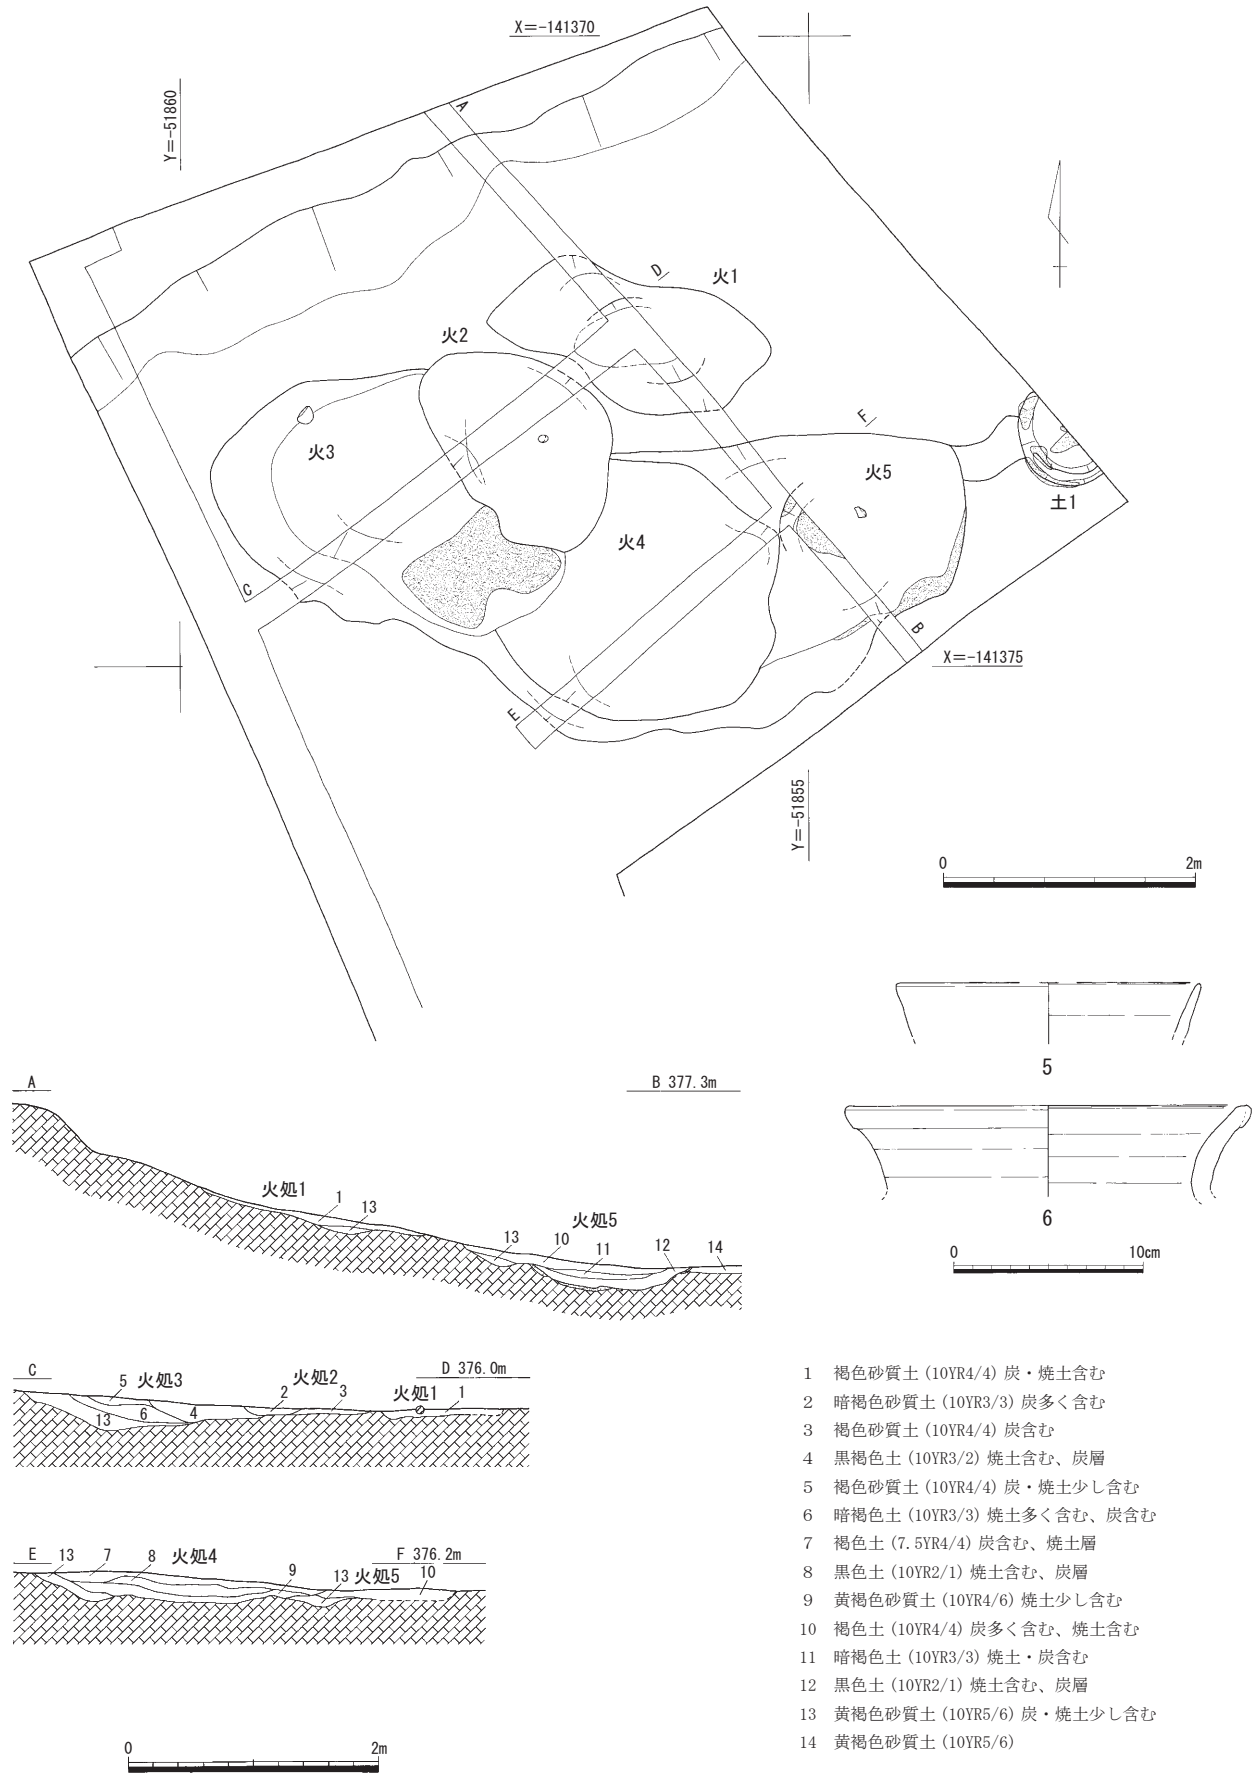 X=-141370
Y=-51860
A
D
火1
火2
F
火3
火5
土1
火4
C
B
X=-141375
E
Y=-51855
0 2m
5
A B 377.3m
火処1
1
13
火処5
13
10
11
12
14
6
0 10cm
C D 376.0m
5 火処3
火処2
2
3
火処1
1
13
6
4
E 13 7 8 火処4 F 376.2m
9
13 火処5
10
0 2m
1 褐色砂質土 (10YR4/4) 炭・焼土含む
2 暗褐色砂質土 (10YR3/3) 炭多く含む
3 褐色砂質土 (10YR4/4) 炭含む
4 黒褐色土 (10YR3/2) 焼土含む、炭層
5 褐色砂質土 (10YR4/4) 炭・焼土少し含む
6 暗褐色土 (10YR3/3) 焼土多く含む、炭含む
7 褐色土 (7.5YR4/4) 炭含む、焼土層
8 黒色土 (10YR2/1) 焼土含む、炭層
9 黄褐色砂質土 (10YR4/6) 焼土少し含む
10 褐色土 (10YR4/4) 炭多く含む、焼土含む
11 暗褐色土 (10YR3/3) 焼土・炭含む
12 黒色土 (10YR2/1) 焼土含む、炭層
13 黄褐色砂質土 (10YR5/6) 炭・焼土少し含む
14 黄褐色砂質土 (10YR5/6)